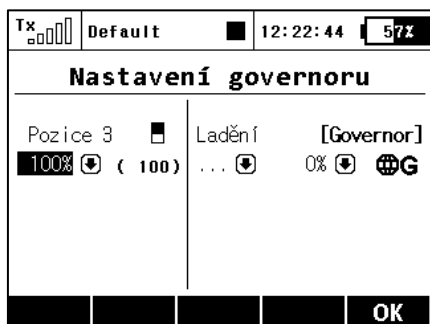 Tx Default 12:22:44 57%
Nastavení governoru
Pozice 3
100% ( 100)
Ladění [Governor]
... 0% G
OK